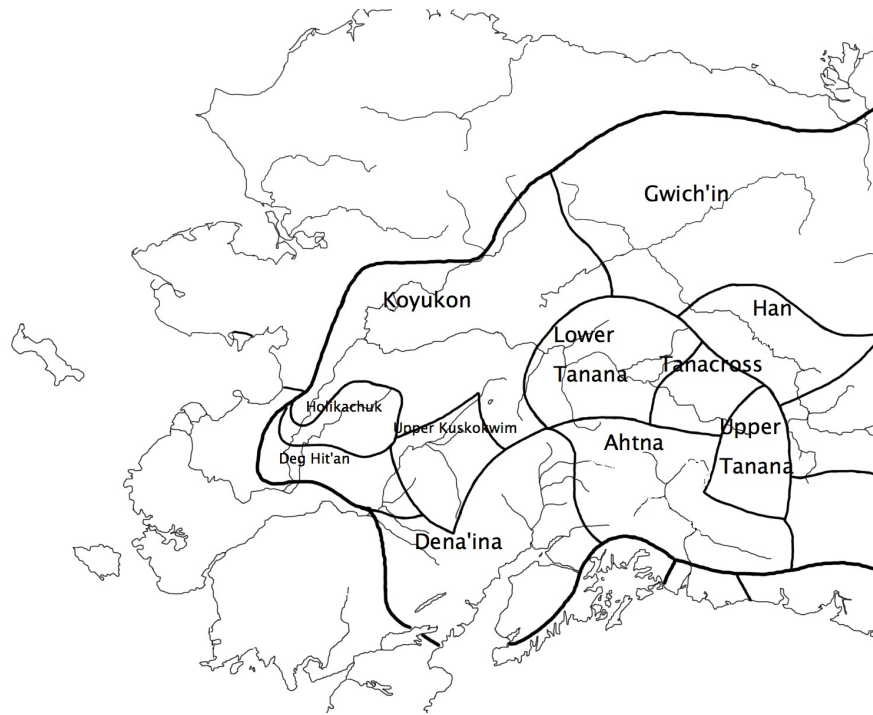 Gwich'in
Koyukon
Han
Lower
Tanana
Tanacross
Holikachuk
Upper Kuskokwim
Upper
Tanana
Ahtna
Deg Hit'an
Dena'ina